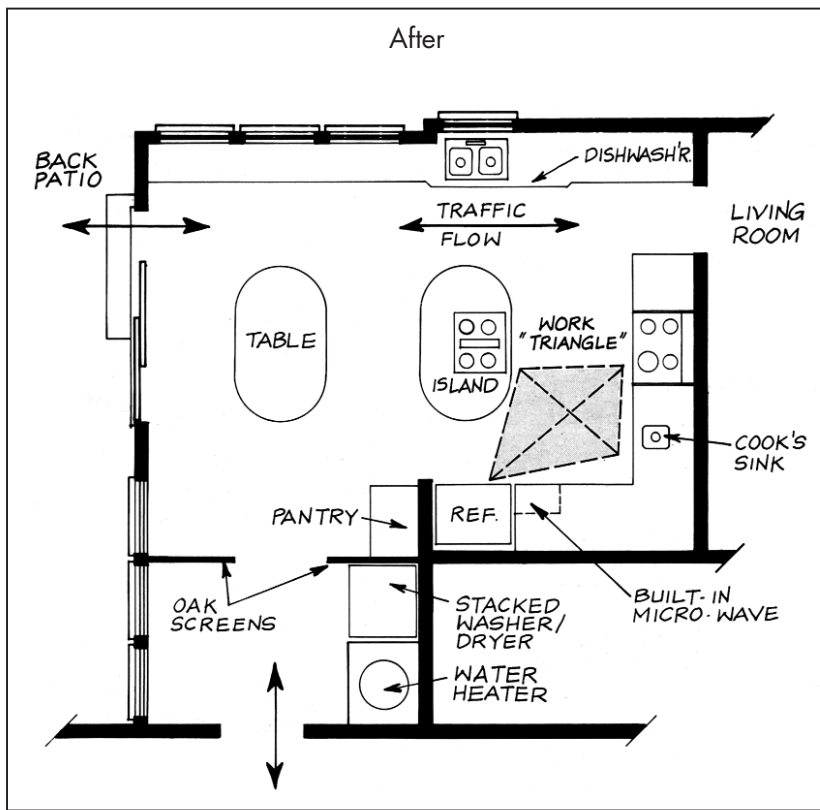 After
BACK
PATIO
DISHWASH'R.
TRAFFIC
FLOW
LIVING
ROOM
TABLE
WORK
"TRIANGLE"
ISLAND
COOK'S
SINK
PANTRY
REF.
OAK
SCREENS
STACKED
WASHER/
DRYER
BUILT-IN
MICRO-WAVE
WATER
HEATER